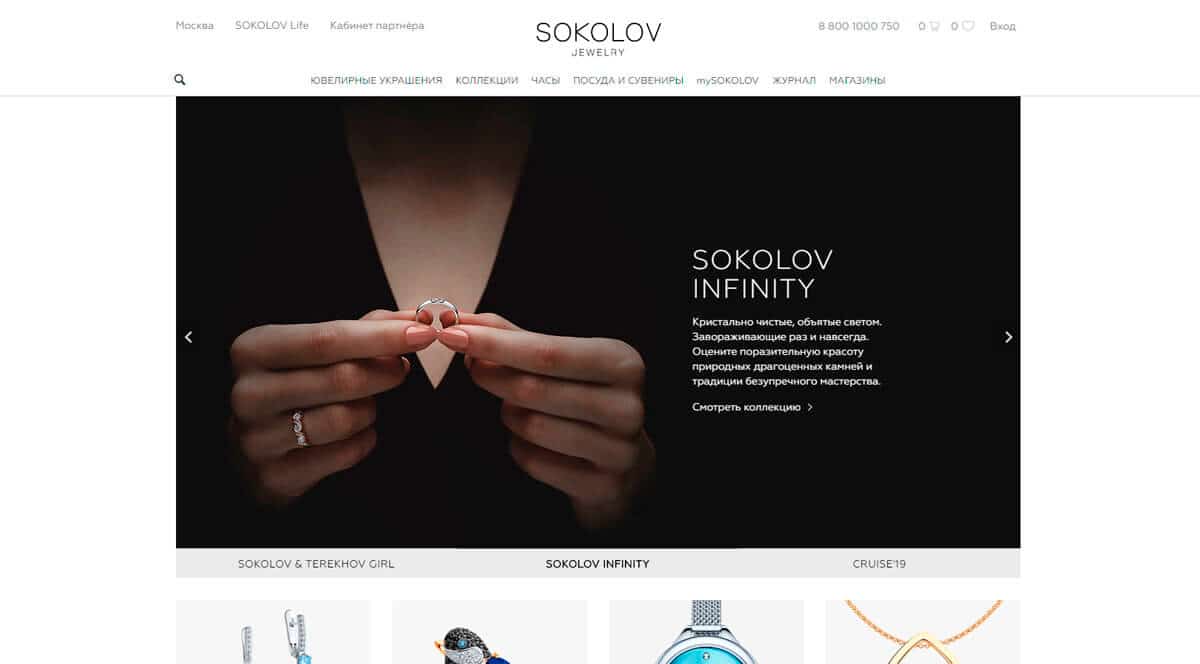 Москва SOKOLOV Life Кабинет партнёра
SOKOLOV
JEWELRY
8 800 1000 750 0 0 Вход
ЮВЕЛИРНЫЕ УКРАШЕНИЯ КОЛЛЕКЦИИ ЧАСЫ ПОСУДА И СУВЕНИРЫ mySOKOLOV ЖУРНАЛ МАГАЗИНЫ
SOKOLOV
INFINITY
Кристально чистые, объятые светом.
Завораживающие раз и навсегда.
Оцените поразительную красоту
природных драгоценных камней и
традиции безупречного мастерства.
Смотреть коллекцию
SOKOLOV & TEREKHOV GIRL SOKOLOV INFINITY CRUISE'19